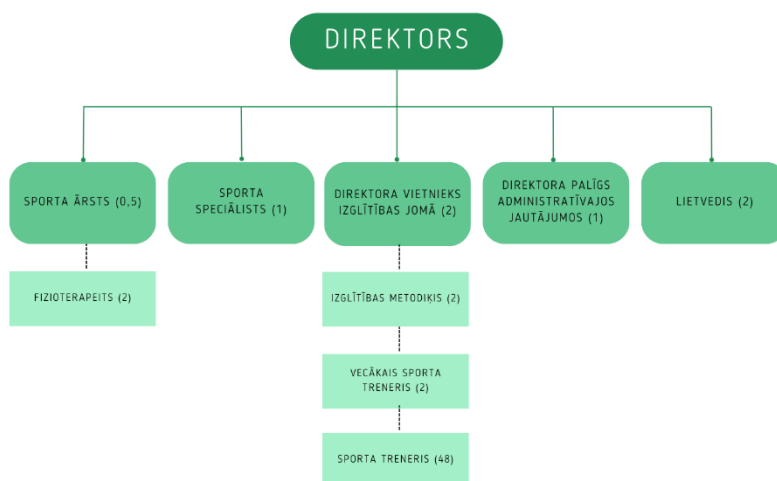 DIREKTORS
SPORTA ĀRSTS (0,5)
SPORTA
SPECIĀLISTS (1)
DIREKTORA VIETNIEKS
IZGLĪTĪBAS JOMĀ (2)
DIREKTORA PALĪGS
ADMINISTRATĪVAJOS
JAUTĀJUMOS (1)
LIETVEDIS (2)
FIZIOTERAPEITS (2)
IZGLĪTĪBAS METODIĶIS (2)
VECĀKAIS SPORTA
TRENERIS (2)
SPORTA TRENERIS (48)